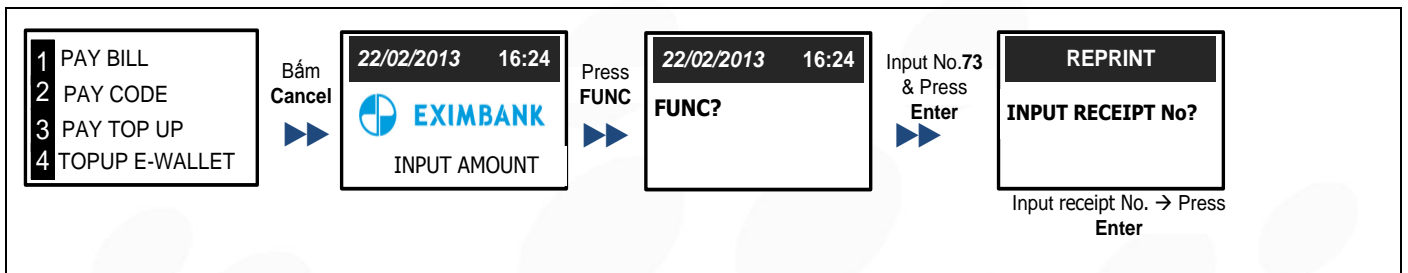 1 PAY BILL
2 PAY CODE
3 PAY TOP UP
4 TOPUP E-WALLET
Bấm
Cancel
22/02/2013 16:24
EXIMBANK
INPUT AMOUNT
Press
FUNC
22/02/2013 16:24
FUNC?
Input No.73
& Press
Enter
REPRINT
INPUT RECEIPT No?
Input receipt No. → Press
Enter